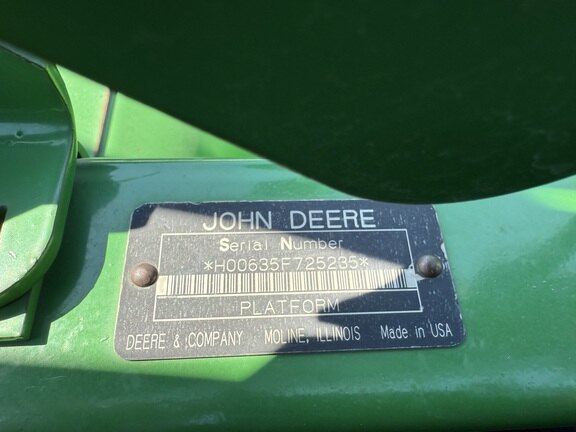 JOHN DEERE
Serial Number
*H00635F725235*
PLATFORM
DEERE & COMPANY MOLINE, ILLINOIS Made in USA